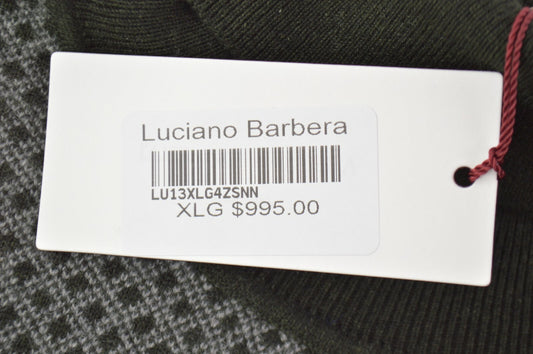 Luciano Barbera
LU13XLG4ZSNN
XLG $995.00